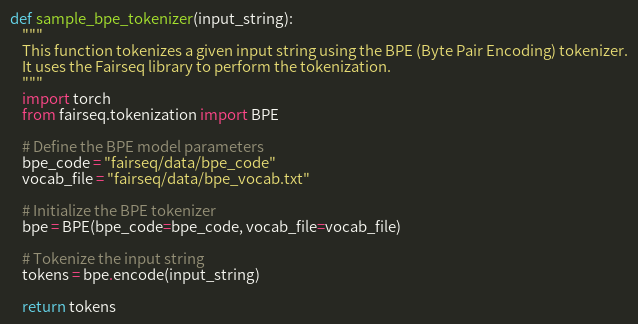 def sample_bpe_tokenizer(input_string):
    """
    This function tokenizes a given input string using the BPE (Byte Pair Encoding) tokenizer.
    It uses the Fairseq library to perform the tokenization.
    """
    import torch
    from fairseq.tokenization import BPE

    # Define the BPE model parameters
    bpe_code = "fairseq/data/bpe_code"
    vocab_file = "fairseq/data/bpe_vocab.txt"

    # Initialize the BPE tokenizer
    bpe = BPE(bpe_code=bpe_code, vocab_file=vocab_file)

    # Tokenize the input string
    tokens = bpe.encode(input_string)

    return tokens